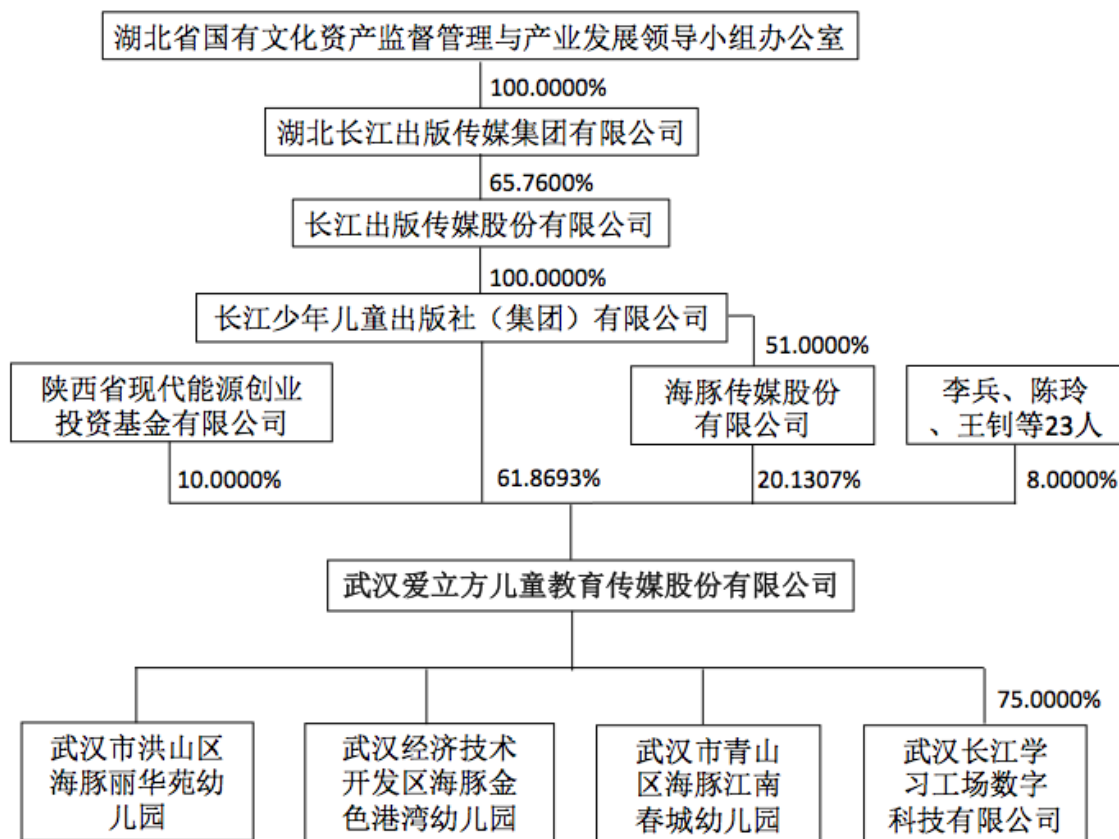 湖北省国有文化资产监督管理与产业发展领导小组办公室
100.0000%
湖北长江出版传媒集团有限公司
65.7600%
长江出版传媒股份有限公司
100.0000%
长江少年儿童出版社（集团）有限公司
51.0000%
陕西省现代能源创业
投资基金有限公司
海豚传媒股份
有限公司
李兵、陈玲
、王钊等23人
10.0000%
61.8693%
20.1307%
8.0000%
武汉爱立方儿童教育传媒股份有限公司
75.0000%
武汉市洪山区
海豚丽华苑幼
儿园
武汉经济技术
开发区海豚金
色港湾幼儿园
武汉市青山
区海豚江南
春城幼儿园
武汉长江学
习工场数字
科技有限公司